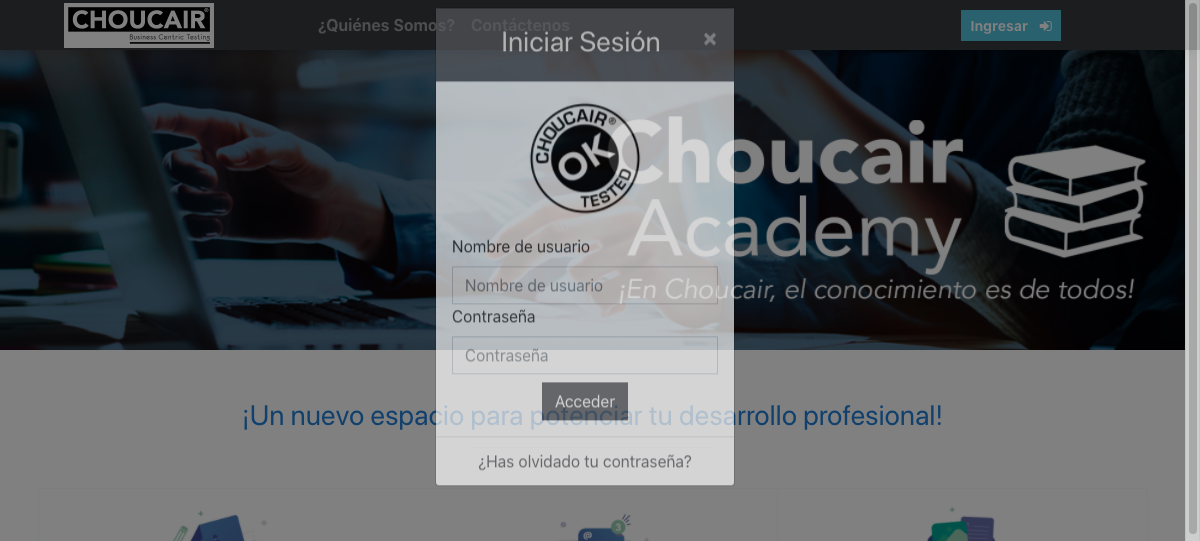 CHOUCAIR®
Business Centric Testing
¿Quiénes Somos? Contáctenos
Ingresar
Iniciar Sesión ×
CHOUCAIR®
OK
TESTED
Choucair
Academy
¡En Choucair, el conocimiento es de todos!
Nombre de usuario
Nombre de usuario
Contraseña
Contraseña
Acceder
¡Un nuevo espacio para potenciar tu desarrollo profesional!
¿Has olvidado tu contraseña?
3